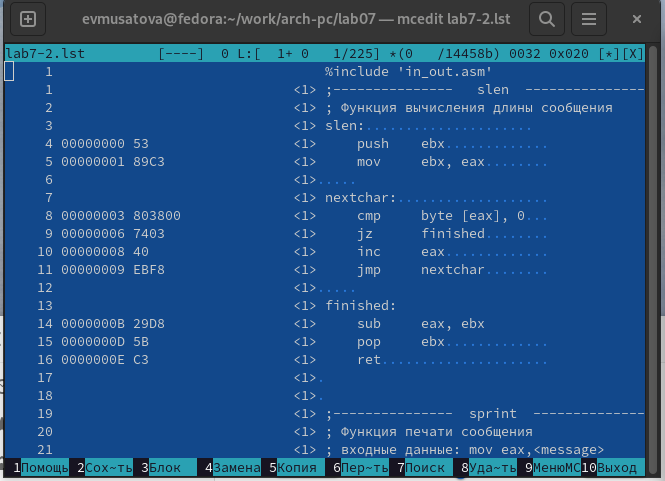 evmusatova@fedora:~/work/arch-pc/lab07 — mcedit lab7-2.lst
lab7-2.lst [----] 0 L:[ 1+ 0 1/225] *(0 /14458b) 0032 0x020 [*][X]
1 %include 'in_out.asm'
1 <1> ;--------------- slen ---------------
2 <1> ; Функция вычисления длины сообщения
3 <1> slen:.....................
4 00000000 53 <1> push ebx.............
5 00000001 89C3 <1> mov ebx, eax........
6 <1>.....
7 <1> nextchar:...................
8 00000003 803800 <1> cmp byte [eax], 0...
9 00000006 7403 <1> jz finished........
10 00000008 40 <1> inc eax.............
11 00000009 EBF8 <1> jmp nextchar........
12 <1>.....
13 <1> finished:
14 0000000B 29D8 <1> sub eax, ebx
15 0000000D 5B <1> pop ebx.............
16 0000000E C3 <1> ret.....................
17 <1>.
18 <1>.
19 <1> ;--------------- sprint --------------
20 <1> ; Функция печати сообщения
21 <1> ; входные данные: mov eax,<message>
1Помощь 2Сох~ть 3Блок 4Замена 5Копия 6Пер~ть 7Поиск 8Уда~ть 9МенюMC 10Выход